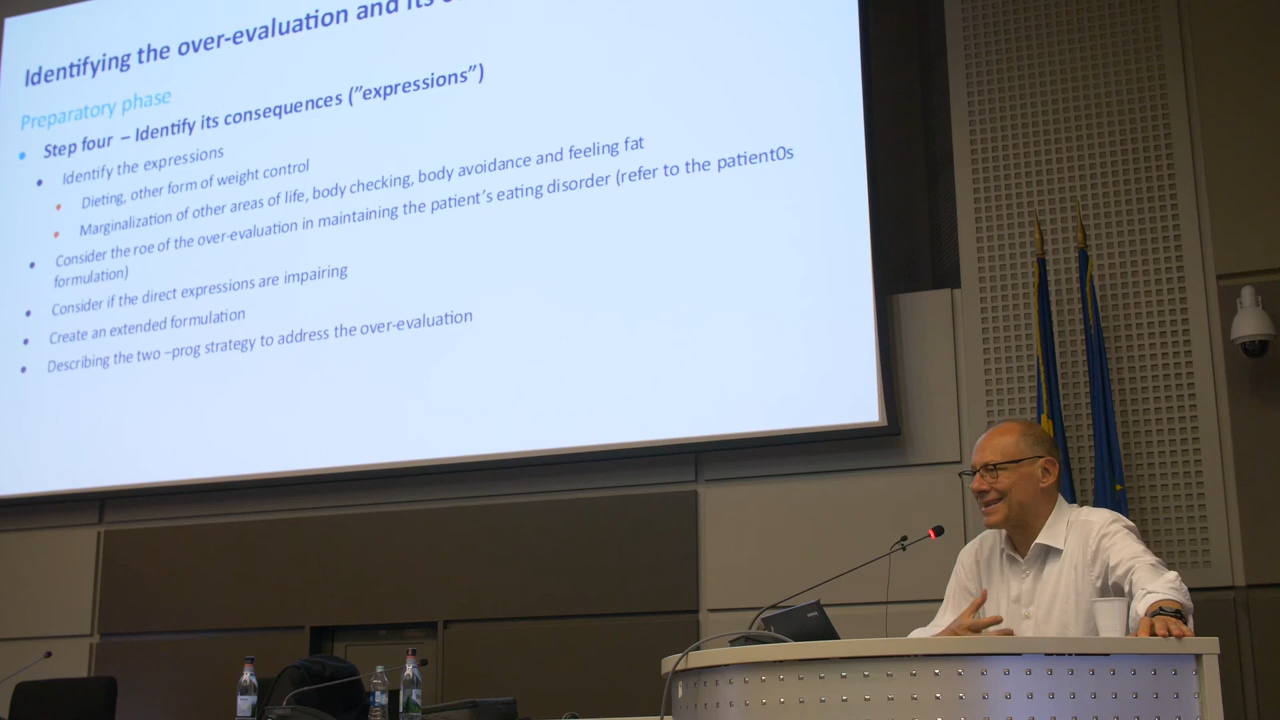 Identifying the over-evaluation and its
Preparatory phase
Step four – Identify its consequences (”expressions”)
Identify the expressions
Dieting, other form of weight control
Marginalization of other areas of life, body checking, body avoidance and feeling fat
Consider the roe of the over-evaluation in maintaining the patient’s eating disorder (refer to the patient0s
formulation)
Consider if the direct expressions are impairing
Create an extended formulation
Describing the two –prog strategy to address the over-evaluation